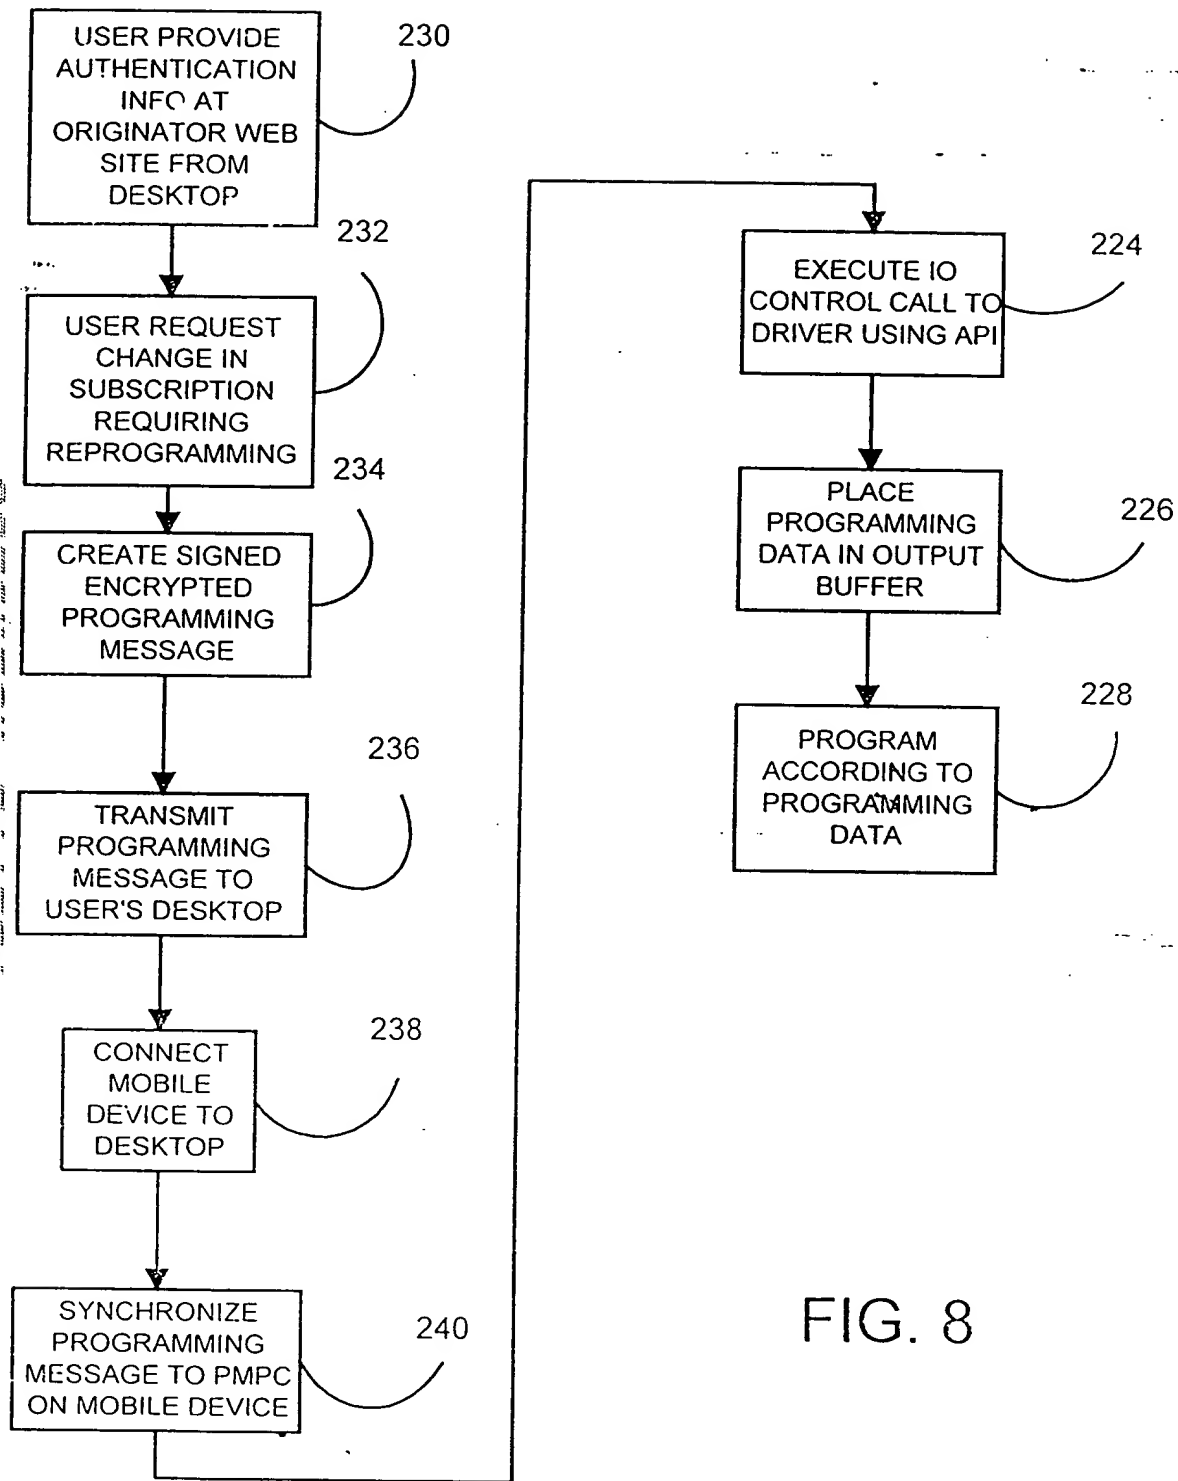 USER PROVIDE
AUTHENTICATION
INFO AT
ORIGINATOR WEB
SITE FROM
DESKTOP
230
USER REQUEST
CHANGE IN
SUBSCRIPTION
REQUIRING
REPROGRAMMING
232
CREATE SIGNED
ENCRYPTED
PROGRAMMING
MESSAGE
234
TRANSMIT
PROGRAMMING
MESSAGE TO
USER'S DESKTOP
236
CONNECT
MOBILE
DEVICE TO
DESKTOP
238
SYNCHRONIZE
PROGRAMMING
MESSAGE TO PMPC
ON MOBILE DEVICE
240
EXECUTE IO
CONTROL CALL TO
DRIVER USING API
224
PLACE
PROGRAMMING
DATA IN OUTPUT
BUFFER
226
PROGRAM
ACCORDING TO
PROGRAMMING
DATA
228
FIG. 8